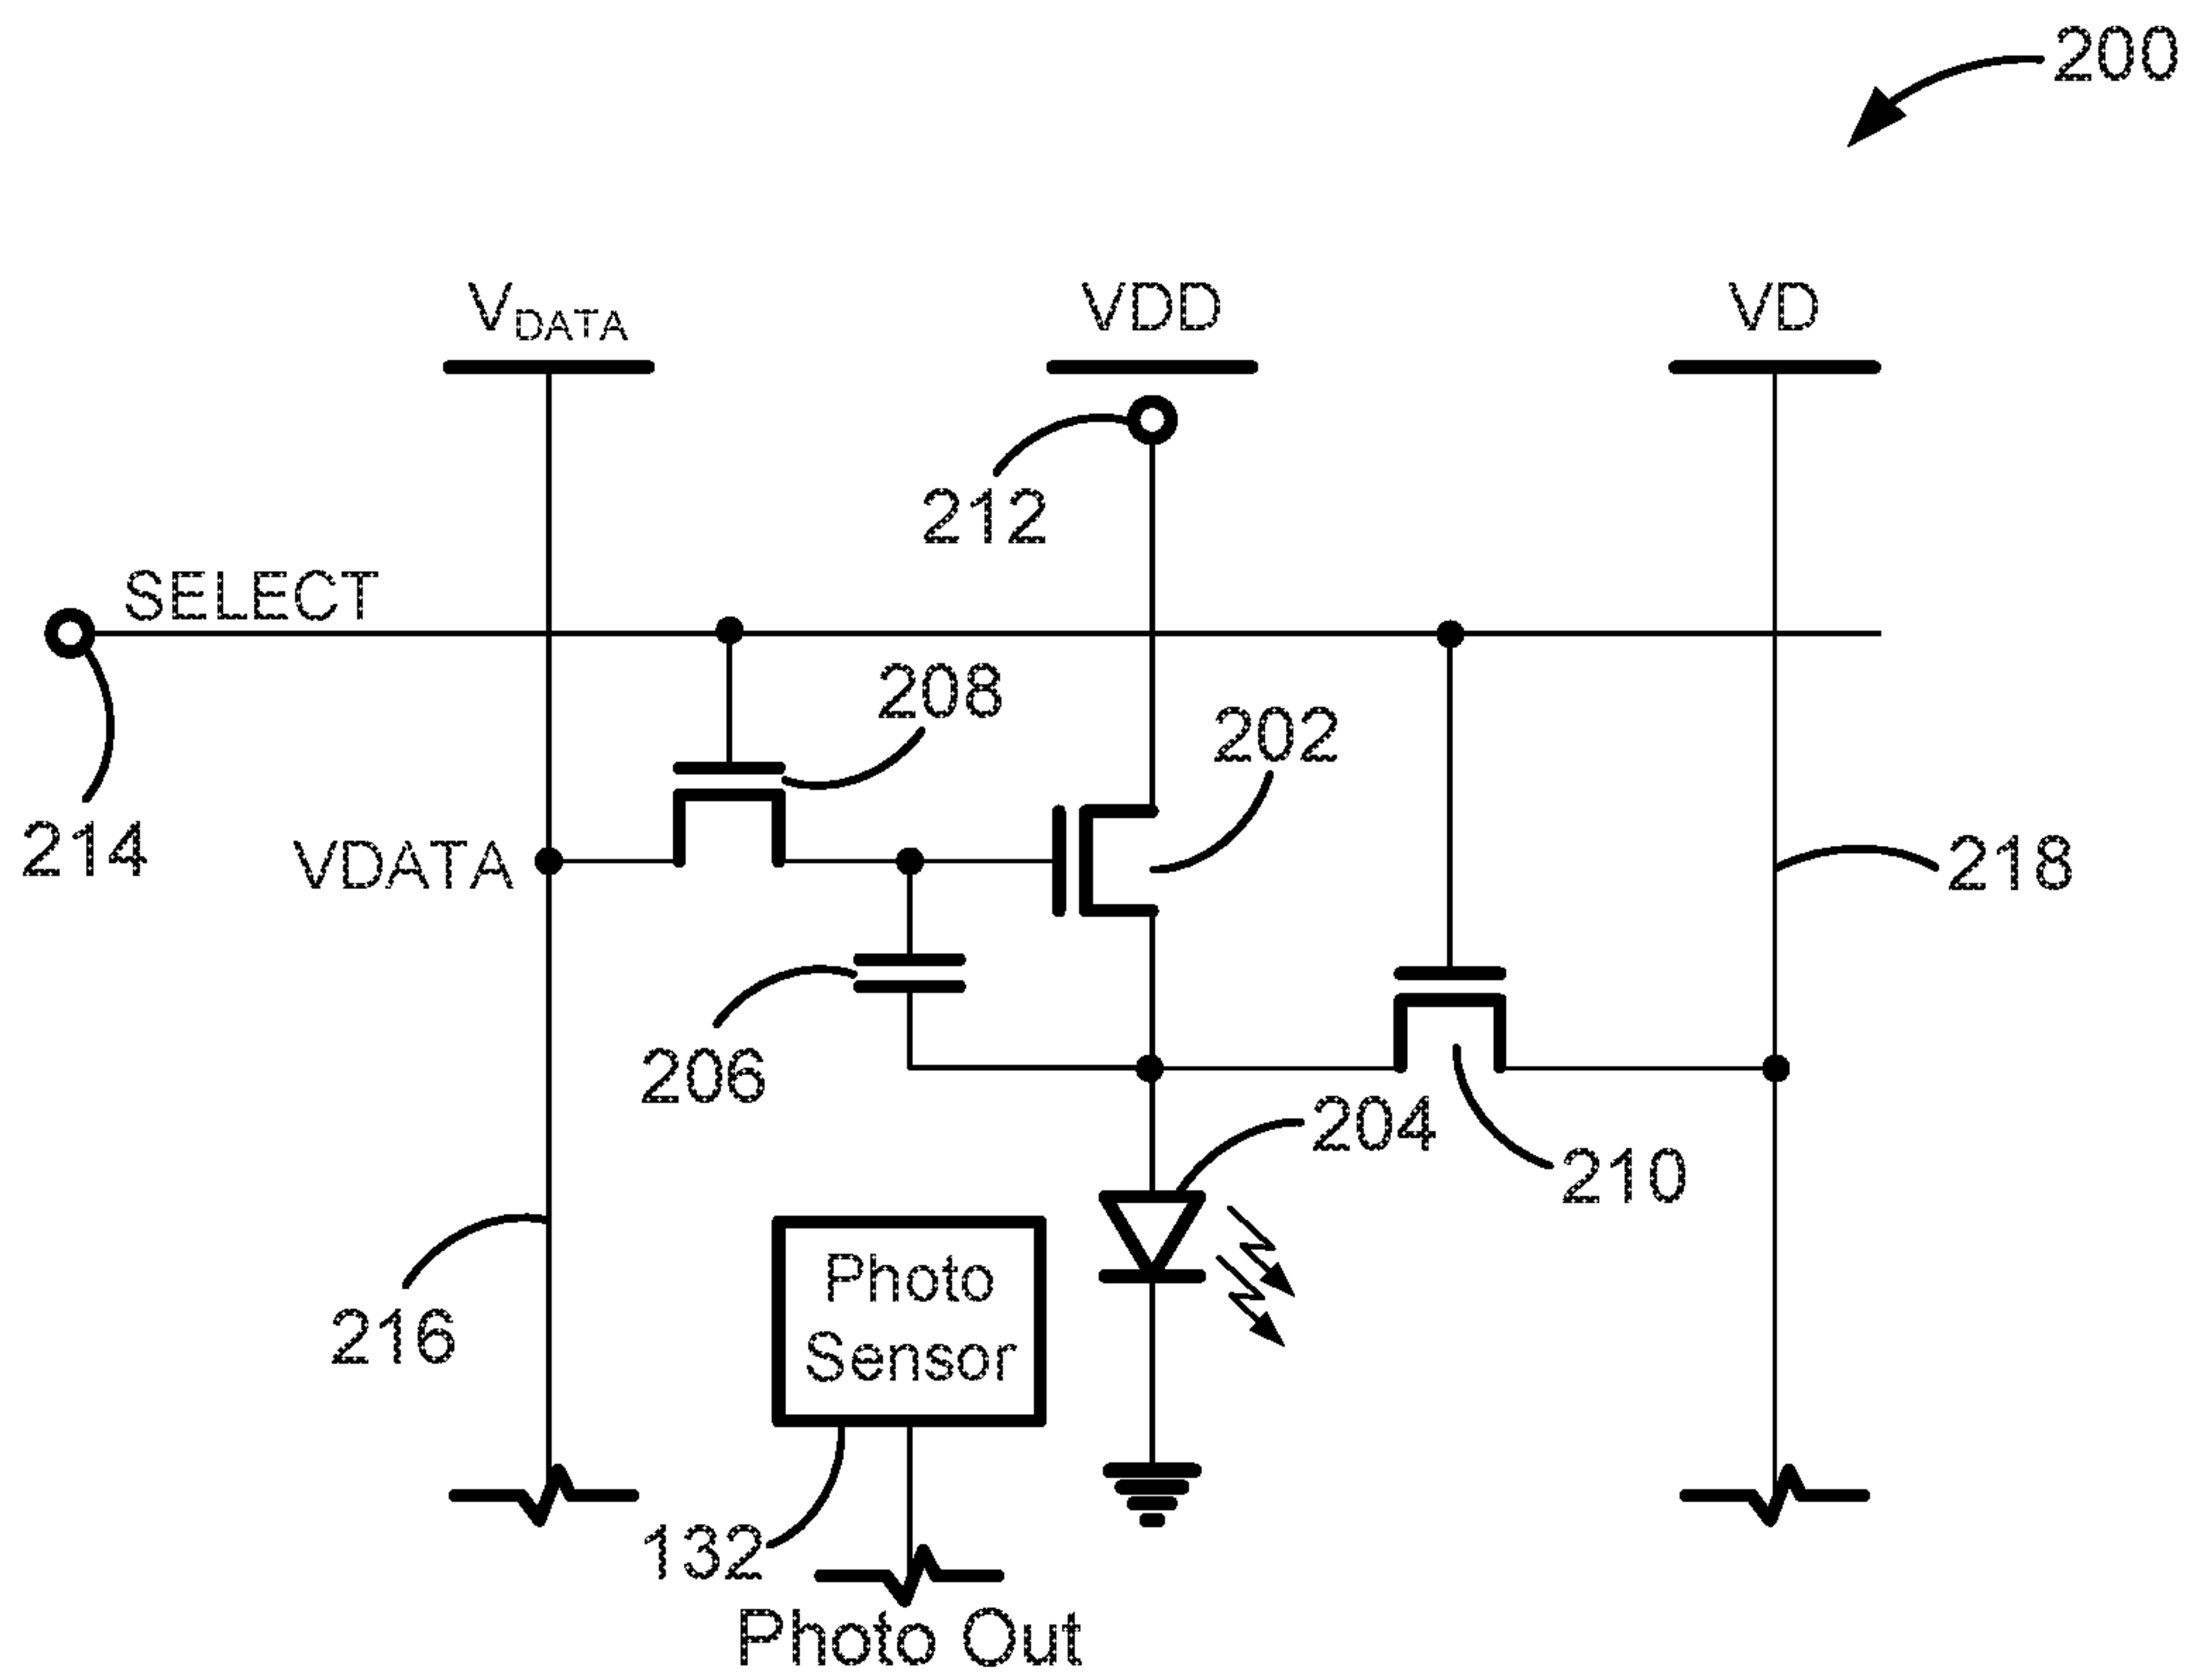 200
VDATA
VDD
VD
212
SELECT
208
202
214
VDATA
218
206
204
210
216
Photo
Sensor
132
Photo Out